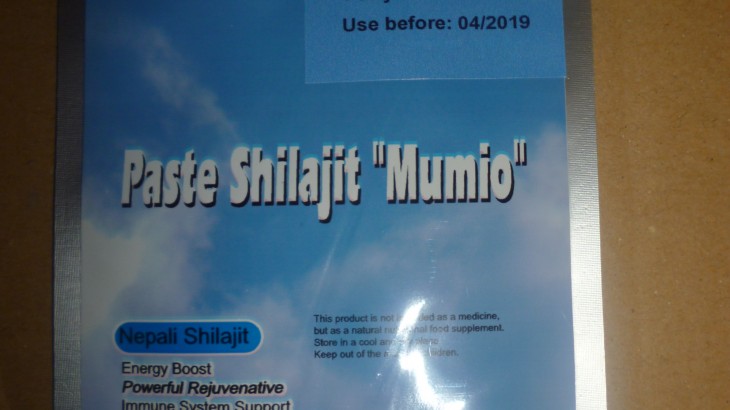 Use before: 04/2019
Paste Shilajit "Mumio"
Nepali Shilajit
Energy Boost
Powerful Rejuvenative
Immune System Support
This product is not as a medicine,
but as a natural food supplement.
Store in a cool and
Keep out of the children.